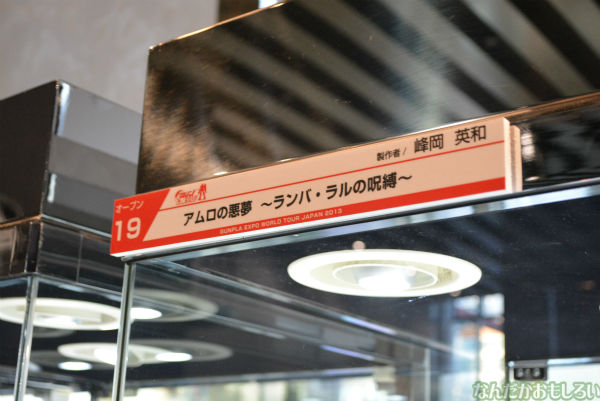 オープン
19
製作者/ 峰岡 英和
アムロの悪夢 ～ランバ・ラルの呪縛～
GUNPLA EXPO WORLD TOUR JAPAN 2013
なんだかおもしろい